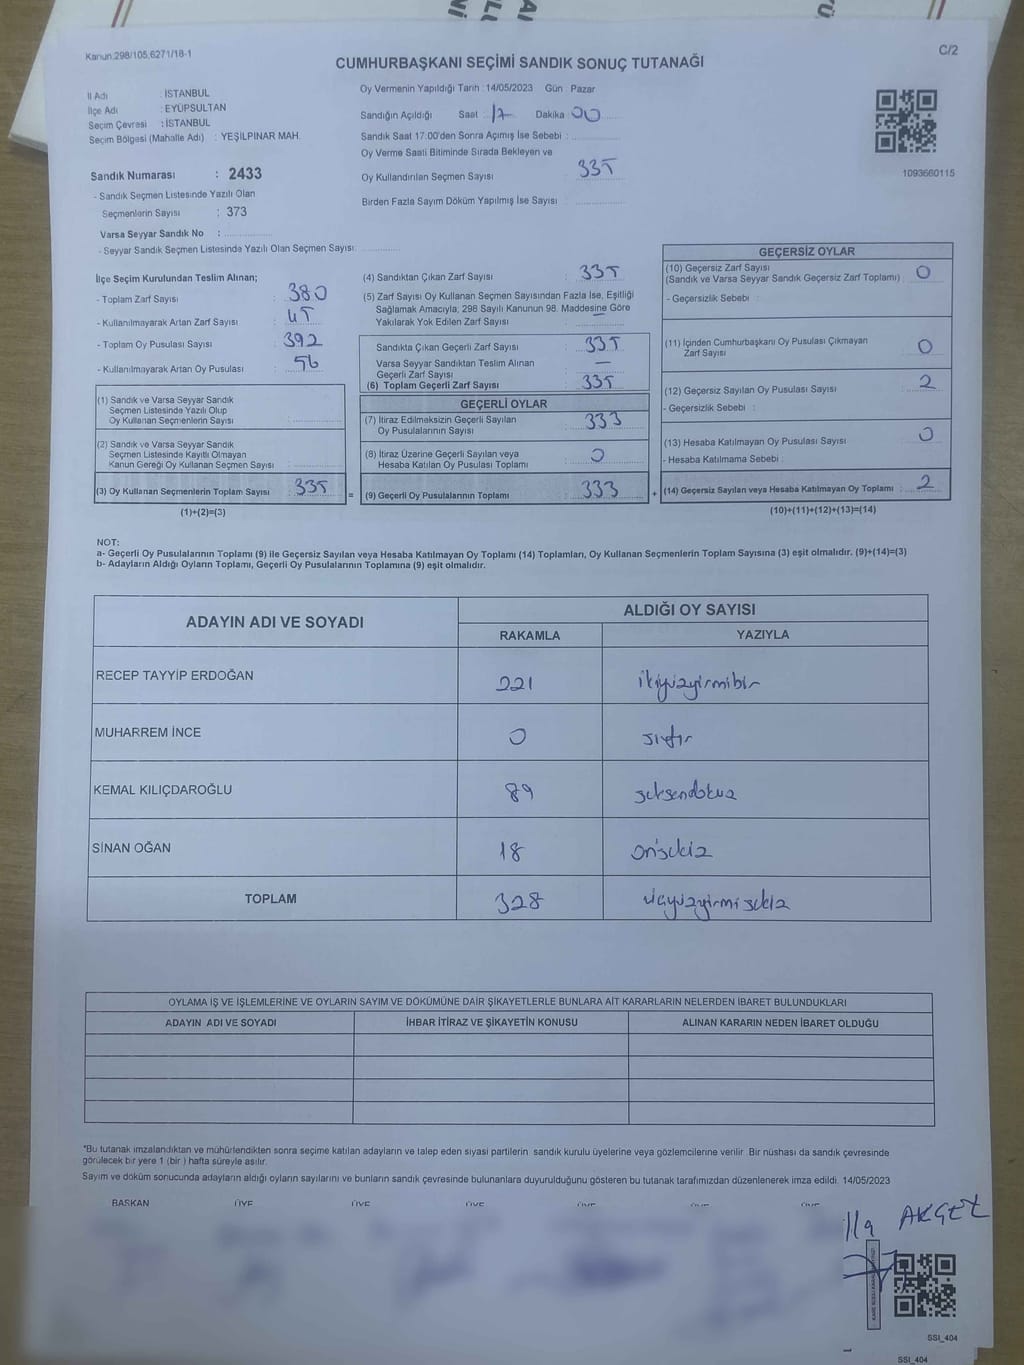 Kanun:298/105,6271/18-1
C/2
CUMHURBAŞKANI SEÇİMİ SANDIK SONUÇ TUTANAĞI
İl Adı : İSTANBUL
İlçe Adı : EYÜPSULTAN
Seçim Çevresi : İSTANBUL
Seçim Bölgesi (Mahalle Adı) : YEŞİLPINAR MAH.
Oy Vermenin Yapıldığı Tarih :14/05/2023 Gün Pazar
Sandığın Açıldığı Saat 17 Dakika 00
Sandık Saat 17.00'den Sonra Açımış İse Sebebi :
Oy Verme Saati Bitiminde Sırada Bekleyen ve
Oy Kullandırılan Seçmen Sayısı : 335
Birden Fazla Sayım Döküm Yapılmış İse Sayısı
1093660115
Sandık Numarası : 2433
- Sandık Seçmen Listesinde Yazılı Olan
Seçmenlerin Sayısı : 373
Varsa Seyyar Sandık No :
- Seyyar Sandık Seçmen Listesinde Yazılı Olan Seçmen Sayısı:
İlçe Seçim Kurulundan Teslim Alınan;
- Toplam Zarf Sayısı : 380
- Kullanılmayarak Artan Zarf Sayısı : 45
- Toplam Oy Pusulası Sayısı : 392
- Kullanılmayarak Artan Oy Pusulası : 56
(1) Sandık ve Varsa Seyyar Sandık
Seçmen Listesinde Yazılı Olup
Oy Kullanan Seçmenlerin Sayısı
(2) Sandık ve Varsa Seyyar Sandık
Seçmen Listesinde Kayıtlı Olmayan
Kanun Gereği Oy Kullanan Seçmen Sayısı
(3) Oy Kullanan Seçmenlerin Toplam Sayısı : 335
(1)+(2)=(3)
(4) Sandıktan Çıkan Zarf Sayısı : 335
(5) Zarf Sayısı Oy Kullanan Seçmen Sayısından Fazla İse, Eşitliği
Sağlamak Amacıyla; 298 Sayılı Kanunun 98. Maddesine Göre
Yakılarak Yok Edilen Zarf Sayısı : —
Sandıkta Çıkan Geçerli Zarf Sayısı : 335
Varsa Seyyar Sandıktan Teslim Alınan
Geçerli Zarf Sayısı : —
(6) Toplam Geçerli Zarf Sayısı : 335
GEÇERLİ OYLAR
(7) İtiraz Edilmeksizin Geçerli Sayılan
Oy Pusulalarının Sayısı : 333
(8) İtiraz Üzerine Geçerli Sayılan veya
Hesaba Katılan Oy Pusulası Toplamı : 0
= (9) Geçerli Oy Pusulalarının Toplamı : 333 +
GEÇERSİZ OYLAR
(10) Geçersiz Zarf Sayısı
(Sandık ve Varsa Seyyar Sandık Geçersiz Zarf Toplamı) : 0
- Geçersizlik Sebebi :
(11) İçinden Cumhurbaşkanı Oy Pusulası Çıkmayan
Zarf Sayısı : 0
(12) Geçersiz Sayılan Oy Pusulası Sayısı : 2
- Geçersizlik Sebebi :
(13) Hesaba Katılmayan Oy Pusulası Sayısı : 0
- Hesaba Katılmama Sebebi :
(14) Geçersiz Sayılan veya Hesaba Katılmayan Oy Toplamı : 2
(10)+(11)+(12)+(13)=(14)
NOT:
a- Geçerli Oy Pusulalarının Toplamı (9) ile Geçersiz Sayılan veya Hesaba Katılmayan Oy Toplamı (14) Toplamları, Oy Kullanan Seçmenlerin Toplam Sayısına (3) eşit olmalıdır. (9)+(14)=(3)
b- Adayların Aldığı Oyların Toplamı, Geçerli Oy Pusulalarının Toplamına (9) eşit olmalıdır.
ADAYIN ADI VE SOYADI
ALDIĞI OY SAYISI
RAKAMLA YAZIYLA
RECEP TAYYİP ERDOĞAN 221 ikiyüzyirmibir
MUHARREM İNCE 0 sıfır
KEMAL KILIÇDAROĞLU 89 seksendokuz
SİNAN OĞAN 18 onsekiz
TOPLAM 328 üçyüzyirmi sekiz
OYLAMA İŞ VE İŞLEMLERİNE VE OYLARIN SAYIM VE DÖKÜMÜNE DAİR ŞİKAYETLERLE BUNLARA AİT KARARLARIN NELERDEN İBARET BULUNDUKLARI
ADAYIN ADI VE SOYADI İHBAR İTİRAZ VE ŞİKAYETİN KONUSU ALINAN KARARIN NEDEN İBARET OLDUĞU
*Bu tutanak imzalandıktan ve mühürlendikten sonra seçime katılan adayların ve talep eden siyasi partilerin sandık kurulu üyelerine veya gözlemcilerine verilir. Bir nüshası da sandık çevresinde
görülecek bir yere 1 (bir) hafta süreyle asılır.
Sayım ve döküm sonucunda adayların aldığı oyların sayılarını ve bunların sandık çevresinde bulunanlara duyurulduğunu gösteren bu tutanak tarafımızdan düzenlenerek imza edildi. 14/05/2023
BAŞKAN ÜYE ÜYE ÜYE ÜYE ÜYE ÜYE
SSI_404
SSI_404